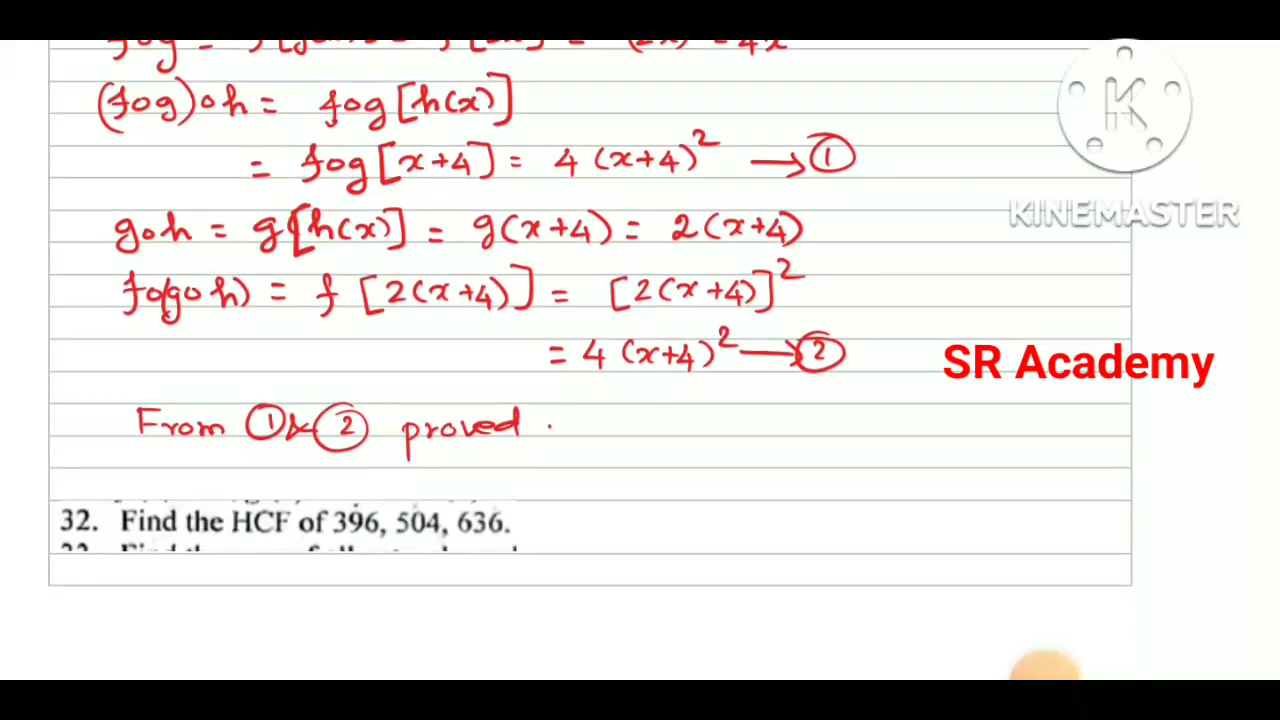 (fog)oh = fog[h(x)]
= fog[x+4] = 4(x+4)² → ①
goh = g[h(x)] = g(x+4) = 2(x+4)
fo(goh) = f[2(x+4)] = [2(x+4)]²
= 4(x+4)² → ②
From ① & ② proved.
32. Find the HCF of 396, 504, 636.
KINEMASTER
SR Academy